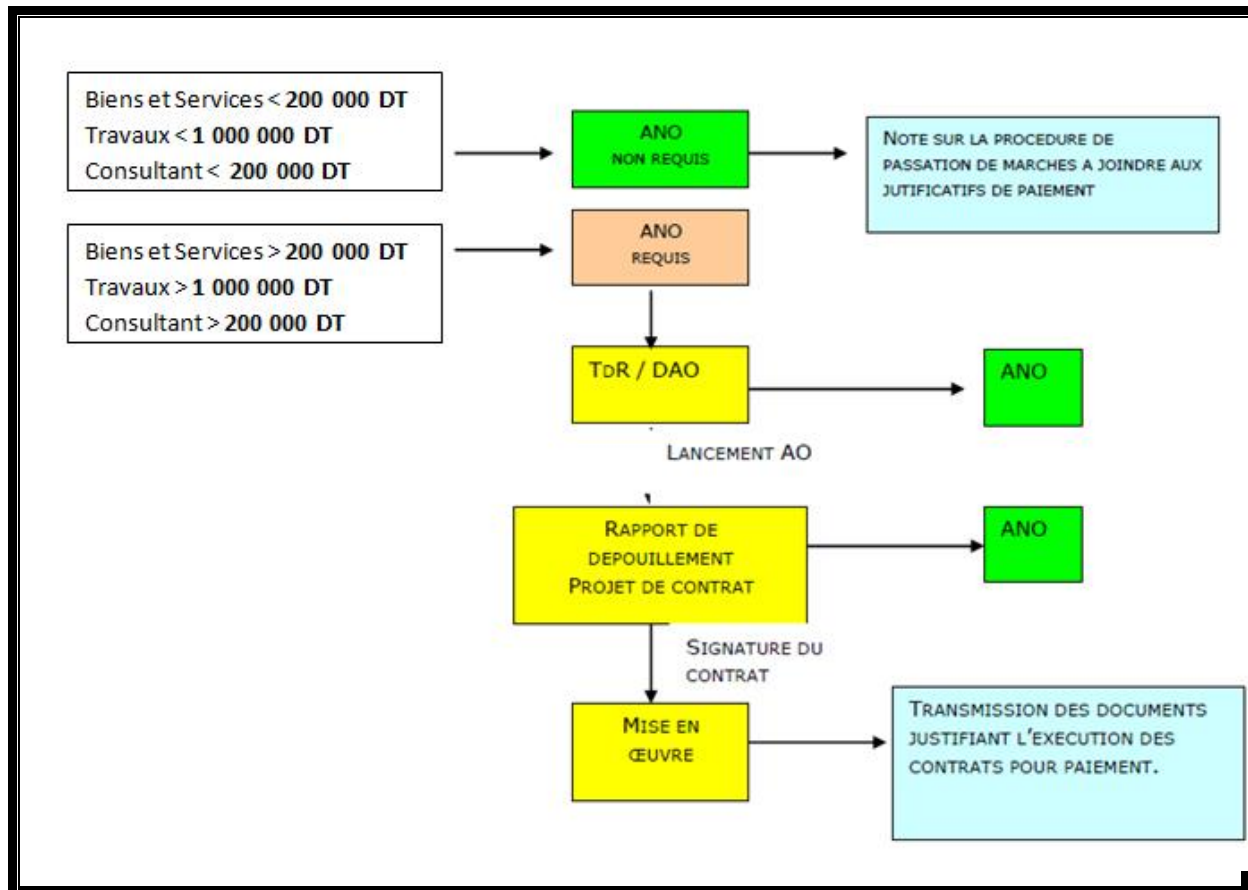 Biens et Services < 200 000 DT
Travaux < 1 000 000 DT
Consultant < 200 000 DT
ANO
NON REQUIS
NOTE SUR LA PROCEDURE DE
PASSATION DE MARCHES A JOINDRE AUX
JUTIFICATIFS DE PAIEMENT
Biens et Services > 200 000 DT
Travaux > 1 000 000 DT
Consultant > 200 000 DT
ANO
REQUIS
TDR / DAO
ANO
LANCEMENT AO
RAPPORT DE
DEPOUILLEMENT
PROJET DE CONTRAT
ANO
SIGNATURE DU
CONTRAT
MISE EN
ŒUVRE
TRANSMISSION DES DOCUMENTS
JUSTIFIANT L'EXECUTION DES
CONTRATS POUR PAIEMENT.